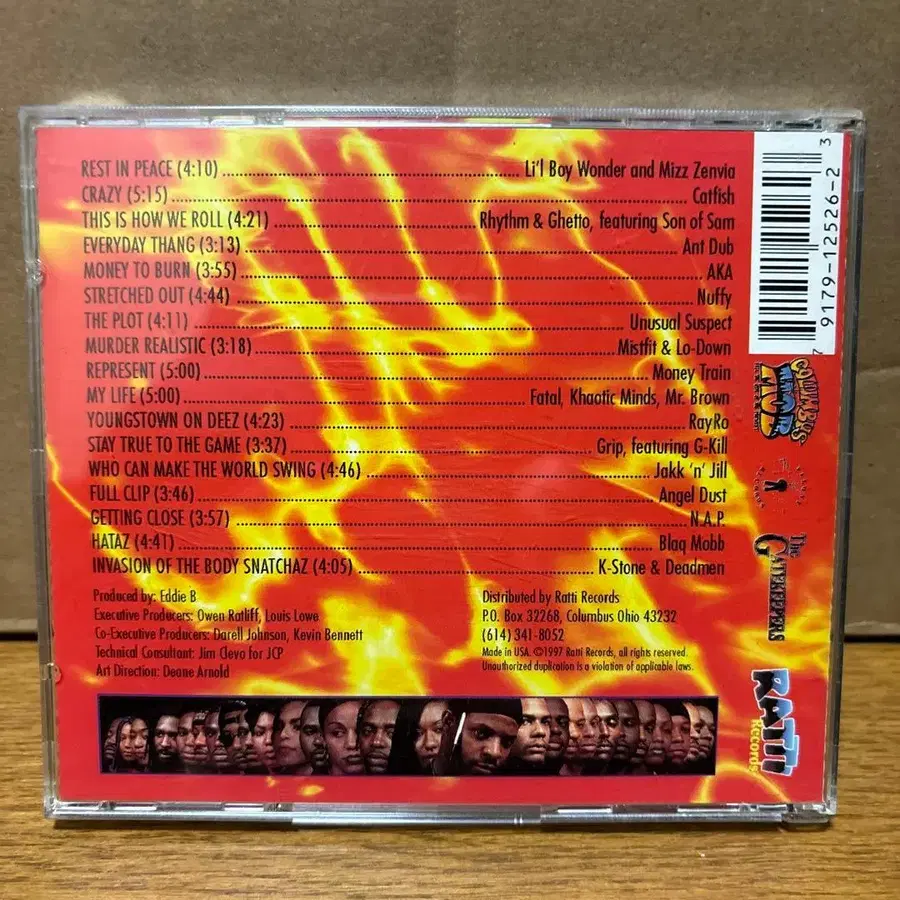 REST IN PEACE (4:10) Li'l Boy Wonder and Mizz Zenvia
CRAZY (5:15) Catfish
THIS IS HOW WE ROLL (4:21) Rhythm & Ghetto, featuring Son of Sam
EVERYDAY THANG (3:13) Ant Dub
MONEY TO BURN (3:55) AKA
STRETCHED OUT (4:44) Nuffy
THE PLOT (4:11) Unusual Suspect
MURDER REALISTIC (3:18) Mistfit & Lo-Down
REPRESENT (5:00) Money Train
MY LIFE (5:00) Fatal, Khaotic Minds, Mr. Brown
YOUNGSTOWN ON DEEZ (4:23) RayRo
STAY TRUE TO THE GAME (3:37) Grip, featuring G-Kill
WHO CAN MAKE THE WORLD SWING (4:46) Jakk 'n' Jill
FULL CLIP (3:46) Angel Dust
GETTING CLOSE (3:57) N.A.P.
HATAZ (4:41) Blaq Mobb
INVASION OF THE BODY SNATCHAZ (4:05) K-Stone & Deadmen
Produced by: Eddie B
Executive Producers: Owen Ratliff, Louis Lowe
Co-Executive Producers: Darell Johnson, Kevin Bennett
Technical Consultant: Jim Clevo for JCP
Art Direction: Deane Arnold
Distributed by Ratti Records
P.O. Box 32268, Columbus Ohio 43232
(614) 341-8052
Made in USA. ©1997 Ratti Records, all rights reserved.
Unauthorized duplication is a violation of applicable laws.
7 9179-12526-2 3
The GATEKEEPERS
RATTI Records